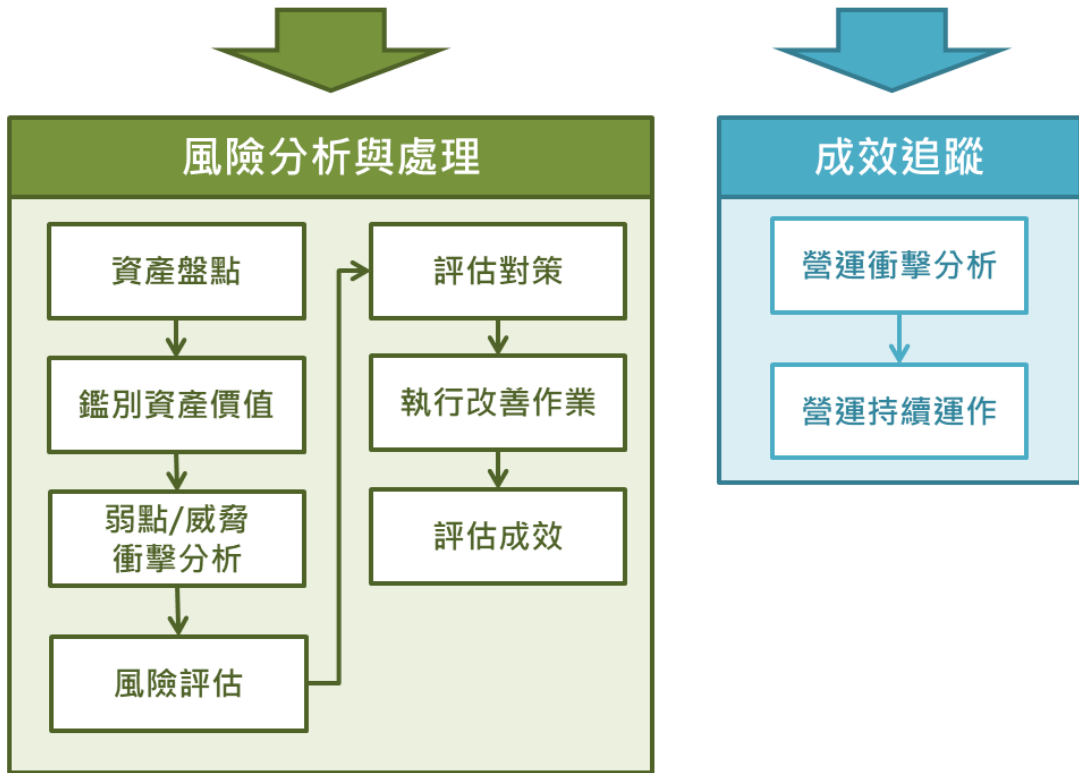 風險分析與處理
資產盤點
鑑別資產價值
弱點/威脅
衝擊分析
風險評估
評估對策
執行改善作業
評估成效
成效追蹤
營運衝擊分析
營運持續運作